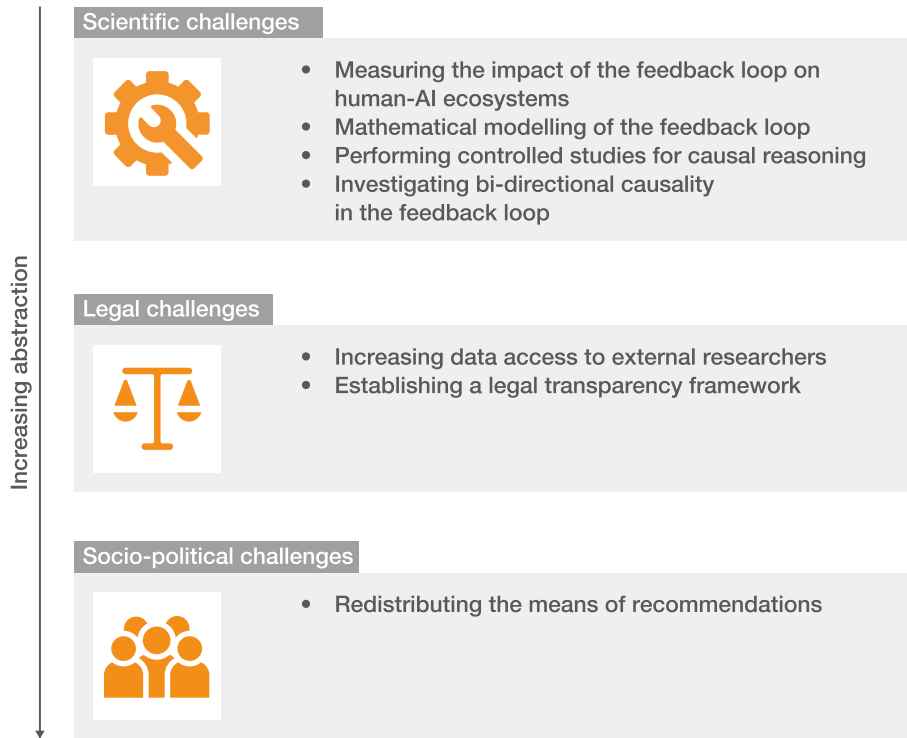 Increasing abstraction
Scientific challenges
• Measuring the impact of the feedback loop on
human-AI ecosystems
• Mathematical modelling of the feedback loop
• Performing controlled studies for causal reasoning
• Investigating bi-directional causality
in the feedback loop
Legal challenges
• Increasing data access to external researchers
• Establishing a legal transparency framework
Socio-political challenges
• Redistributing the means of recommendations